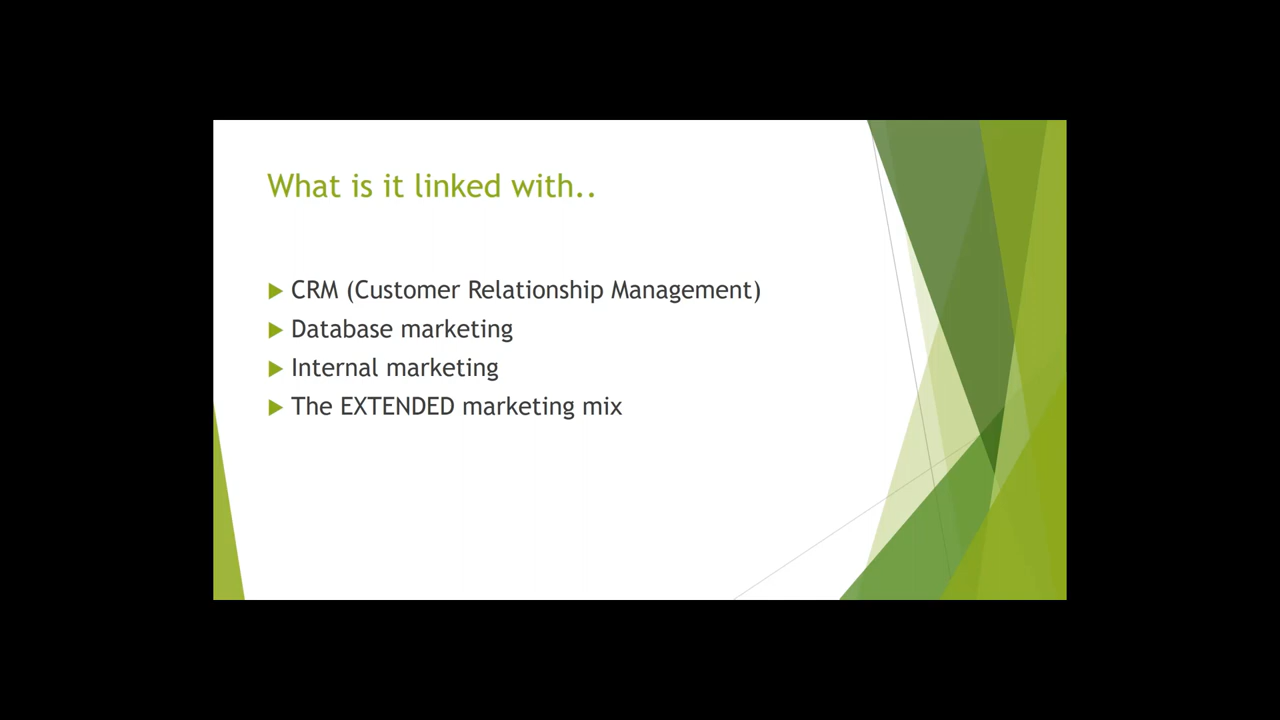 What is it linked with..
CRM (Customer Relationship Management)
Database marketing
Internal marketing
The EXTENDED marketing mix